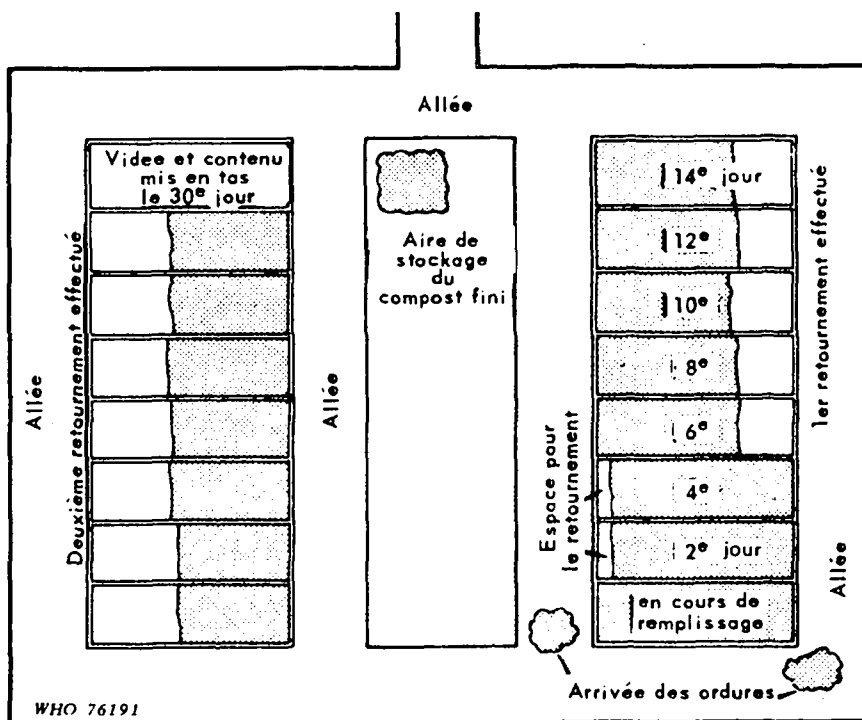 Allée
Videe et contenu
mis en tas
le 30e jour
Aire de
stockage
du
compost fini
14e jour
12e
10e
8e
6e
4e
2e jour
en cours de
remplissage
Allée
Deuxième retournement effectué
Allée
Espace pour
le retournement
1er retournement effectué
Allée
Arrivée des ordures
WHO 76191